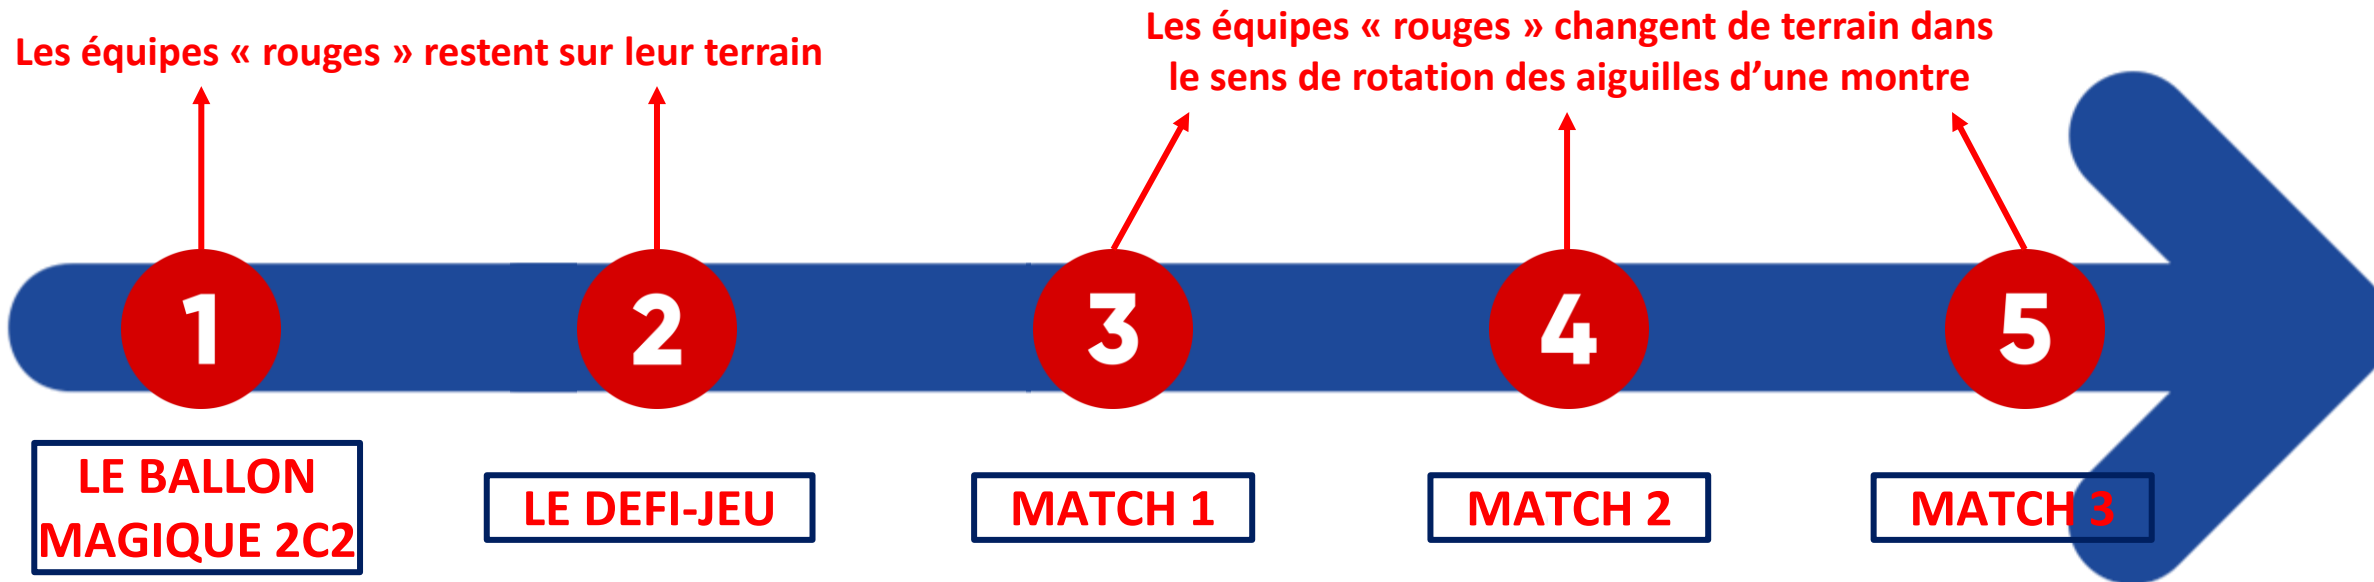 Les équipes « rouges » restent sur leur terrain
Les équipes « rouges » changent de terrain dans
le sens de rotation des aiguilles d’une montre
1
2
3
4
5
LE BALLON
MAGIQUE 2C2
LE DEFI-JEU
MATCH 1
MATCH 2
MATCH 3